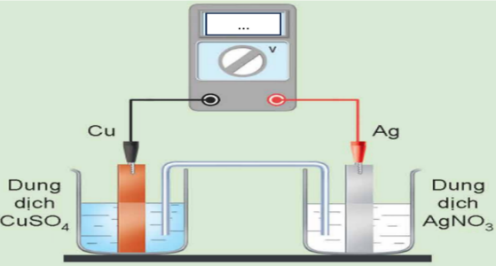 ...
V
Cu
Ag
Dung
dịch
CuSO₄
Dung
dịch
AgNO₃